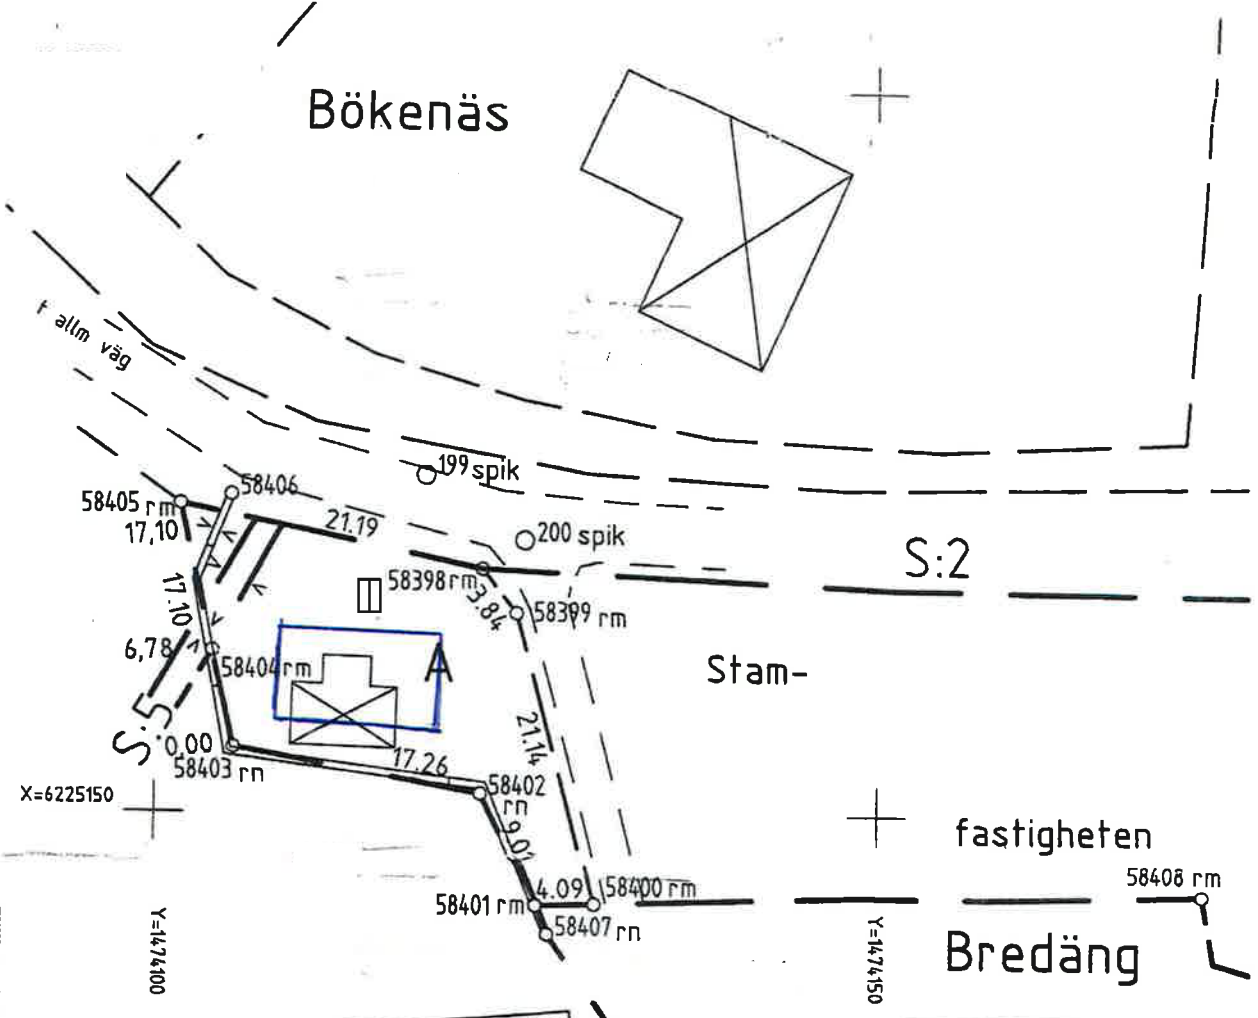 Bökenäs
f allm väg
199 spik
58406
58405 rm
17,10
21.19
200 spik
S:2
58398 rm
3.84
58399 rm
17.10
6,78
58404 rm
A
Stam-
S:5
0,00
58403 rn
21.14
17.26
58402
rn
X=6225150
9.01
fastigheten
58408 rm
4.09
58400 rm
58401 rm
58407 rn
Bredäng
Y=1474100
Y=1474150